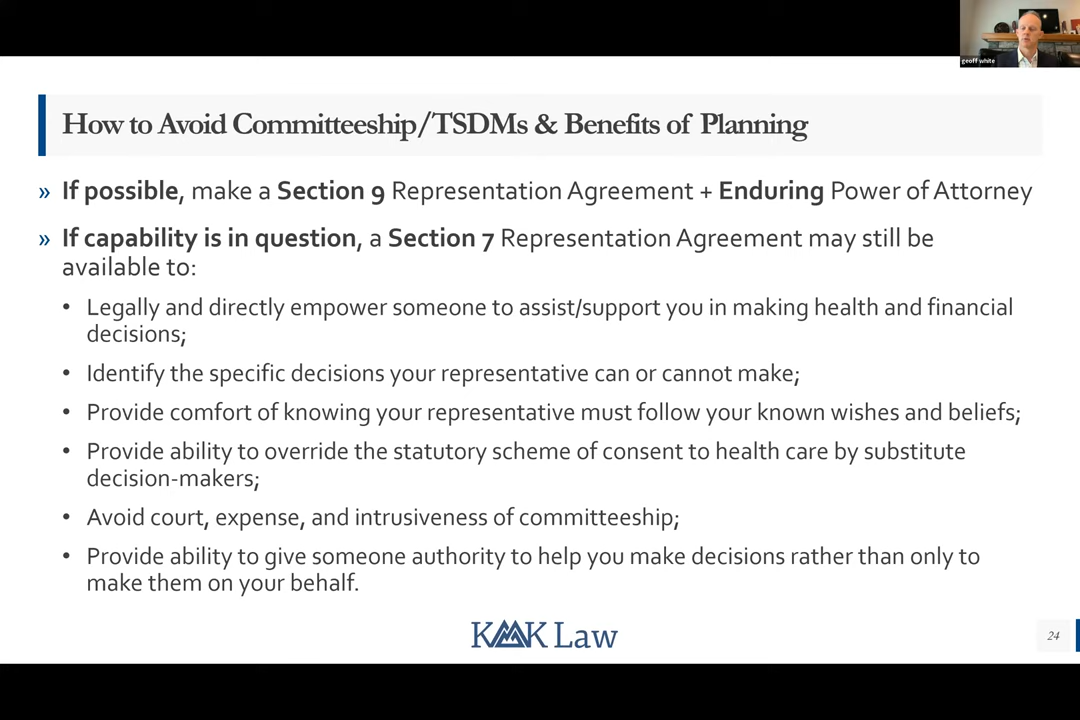 geoff white
How to Avoid Committeeship/TSDMs & Benefits of Planning
» If possible, make a Section 9 Representation Agreement + Enduring Power of Attorney
» If capability is in question, a Section 7 Representation Agreement may still be
available to:
• Legally and directly empower someone to assist/support you in making health and financial
decisions;
• Identify the specific decisions your representative can or cannot make;
• Provide comfort of knowing your representative must follow your known wishes and beliefs;
• Provide ability to override the statutory scheme of consent to health care by substitute
decision-makers;
• Avoid court, expense, and intrusiveness of committeeship;
• Provide ability to give someone authority to help you make decisions rather than only to
make them on your behalf.
KMK Law
24